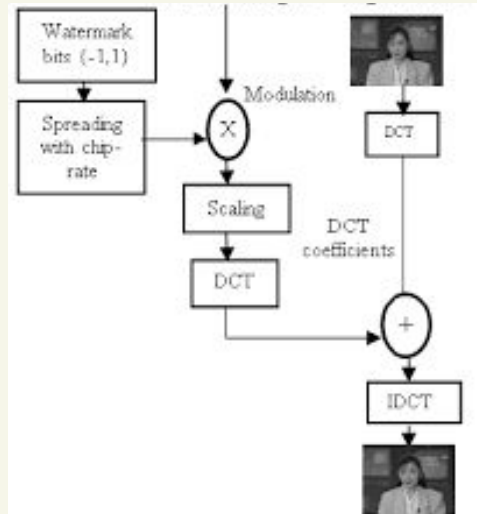 Watermark
bits (-1,1)
Modulation
Spreading
with chip-
rate
X
DCT
Scaling
DCT
coefficients
DCT
+
IDCT